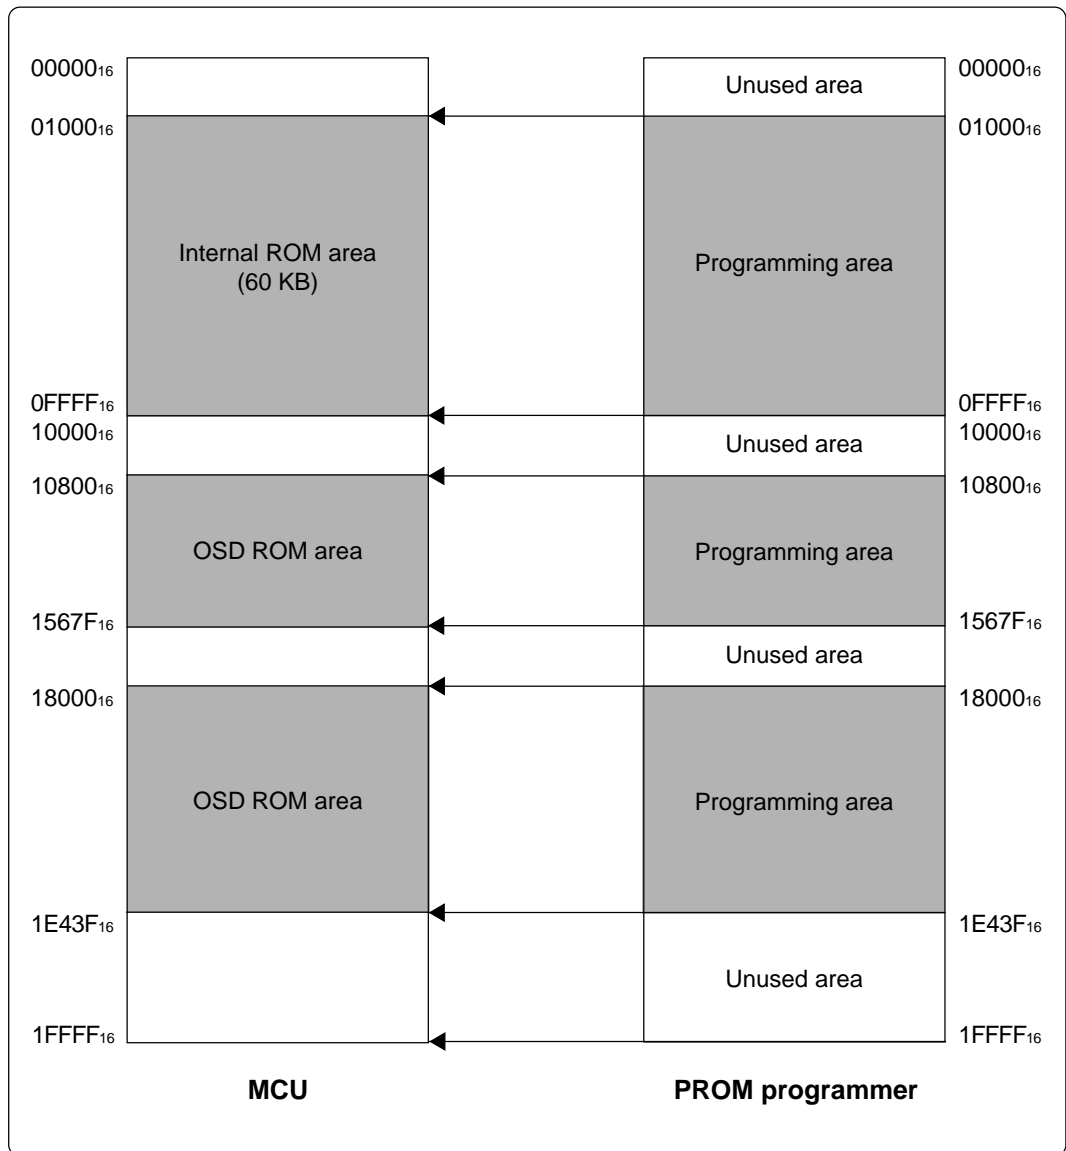 00000₁₆
Unused area
00000₁₆
01000₁₆
01000₁₆
Internal ROM area
(60 KB)
Programming area
0FFFF₁₆
0FFFF₁₆
10000₁₆
Unused area
10000₁₆
10800₁₆
10800₁₆
OSD ROM area
Programming area
1567F₁₆
1567F₁₆
Unused area
18000₁₆
18000₁₆
OSD ROM area
Programming area
1E43F₁₆
1E43F₁₆
Unused area
1FFFF₁₆
1FFFF₁₆
MCU
PROM programmer